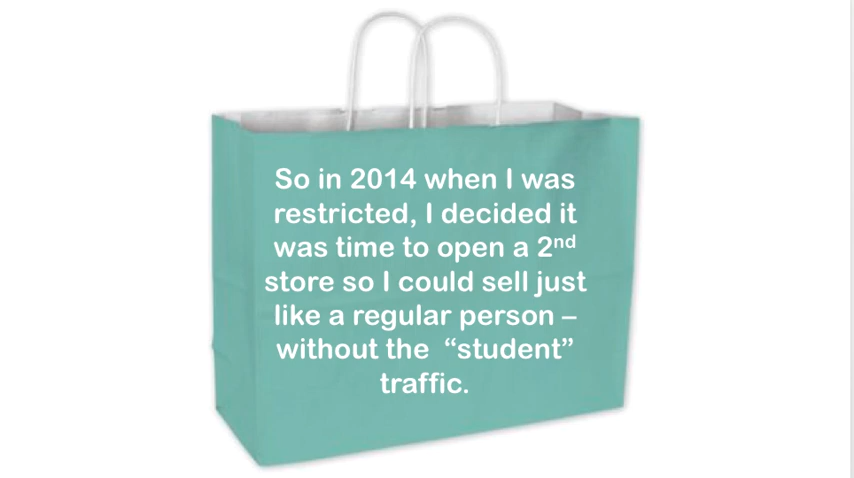 So in 2014 when I was
restricted, I decided it
was time to open a 2nd
store so I could sell just
like a regular person –
without the  “student”
traffic.